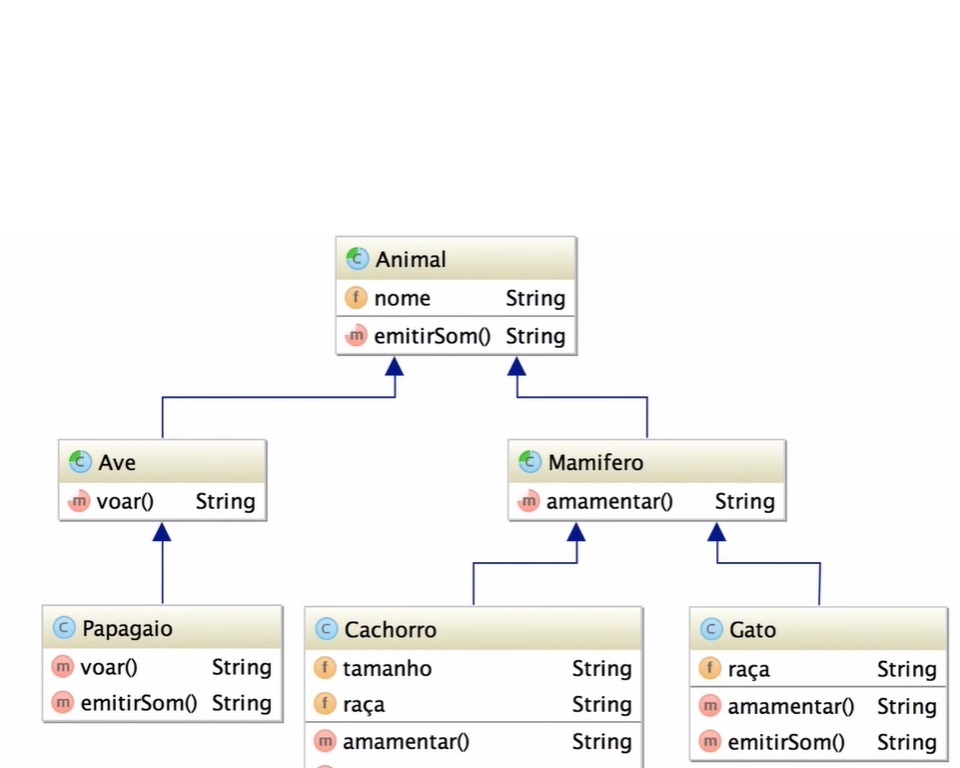 Animal
nome String
emitirSom() String
Ave
voar() String
Mamifero
amamentar() String
Papagaio
voar() String
emitirSom() String
Cachorro
tamanho String
raça String
amamentar() String
Gato
raça String
amamentar() String
emitirSom() String